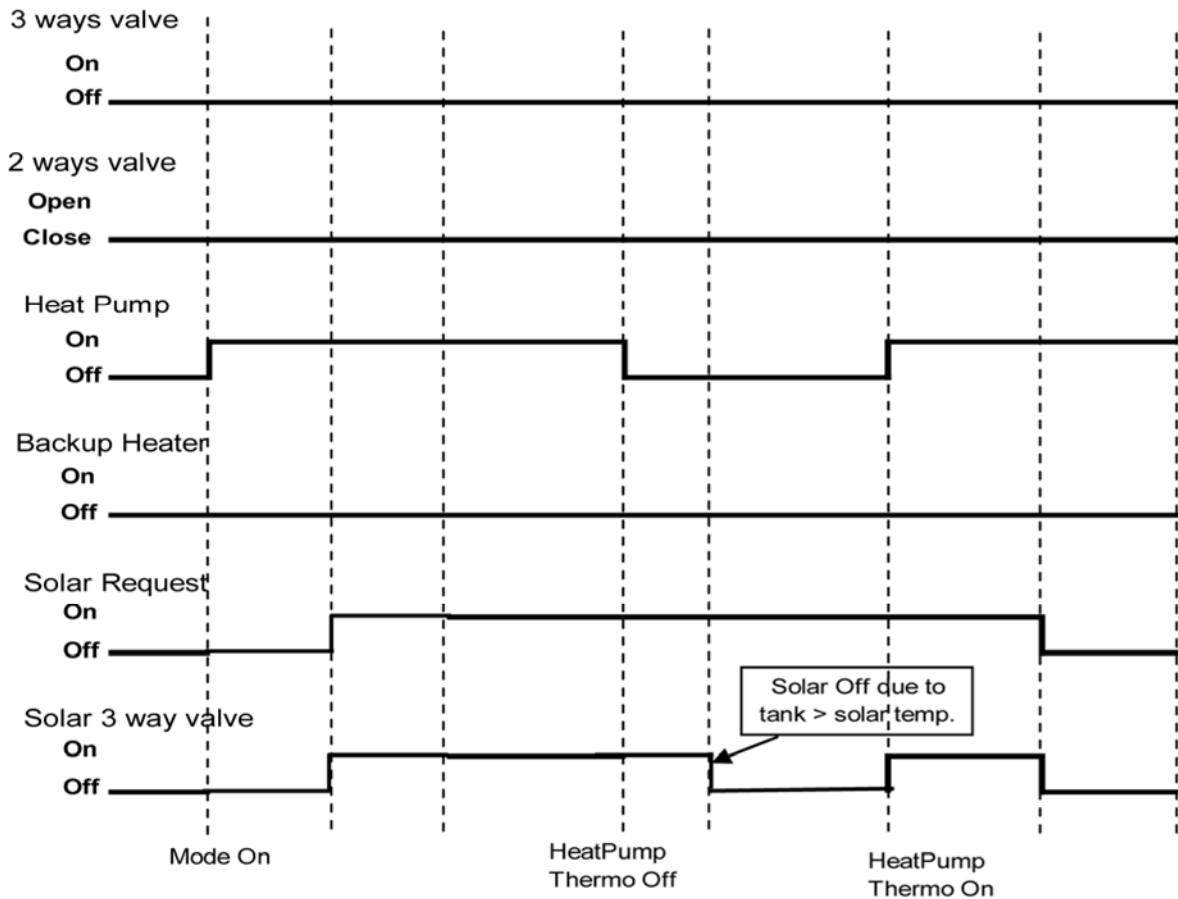 3 ways valve
On
Off
2 ways valve
Open
Close
Heat Pump
On
Off
Backup Heater
On
Off
Solar Request
On
Off
Solar Off due to
tank > solar temp.
Solar 3 way valve
On
Off
Mode On
HeatPump
Thermo Off
HeatPump
Thermo On